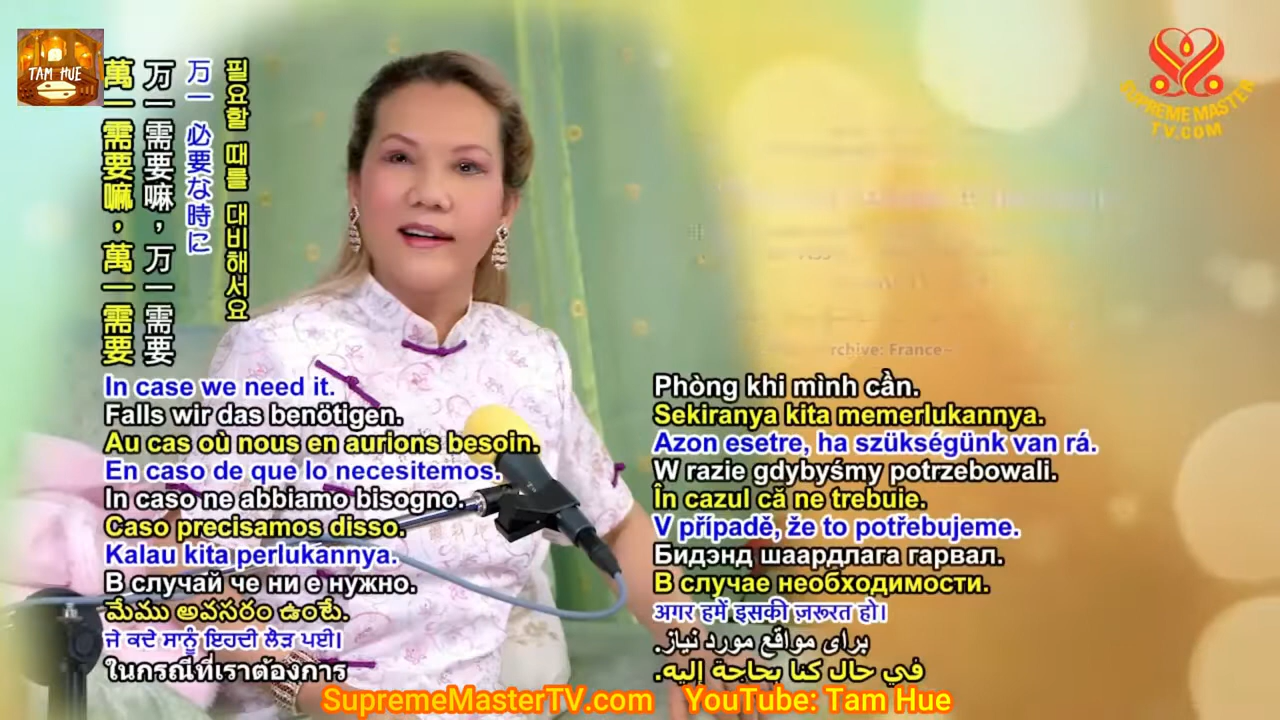 TAM HUE
SUPREME MASTER
TV.COM
필요할 때를 대비해서요
万一 必要な時に
万一需要嘛，万一需要
萬一需要嘛，萬一需要
rchive: France~
In case we need it.
Falls wir das benötigen.
Au cas où nous en aurions besoin.
En caso de que lo necesitemos.
In caso ne abbiamo bisogno.
Caso precisamos disso.
Kalau kita perlukannya.
В случай че ни е нужно.
మేము అవసరం ఉంటే.
ਜੇ ਕਦੇ ਸਾਨੂੰ ਇਹਦੀ ਲੋੜ ਪਈ।
ในกรณีที่เราต้องการ
Phòng khi mình cần.
Sekiranya kita memerlukannya.
Azon esetre, ha szükségünk van rá.
W razie gdybyśmy potrzebowali.
În cazul că ne trebuie.
V případě, že to potřebujeme.
Бидэнд шаардлага гарвал.
В случае необходимости.
अगर हमें इसकी ज़रूरत हो।
برای مواقع مورد نیاز.
في حال كنا بحاجة إليه.
SupremeMasterTV.com YouTube: Tam Hue